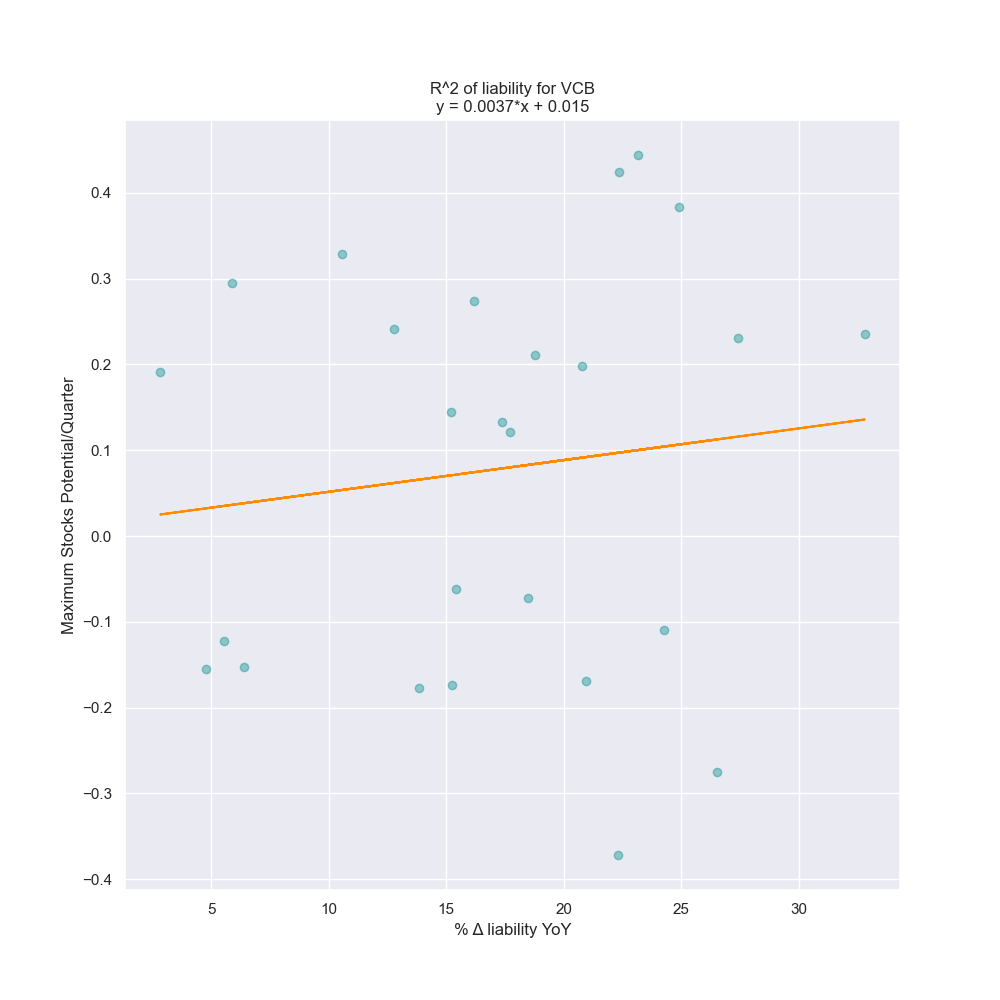 R^2 of liability for VCB
y = 0.0037*x + 0.015
Maximum Stocks Potential/Quarter
0.4
0.3
0.2
0.1
0.0
−0.1
−0.2
−0.3
−0.4
5 10 15 20 25 30
% Δ liability YoY